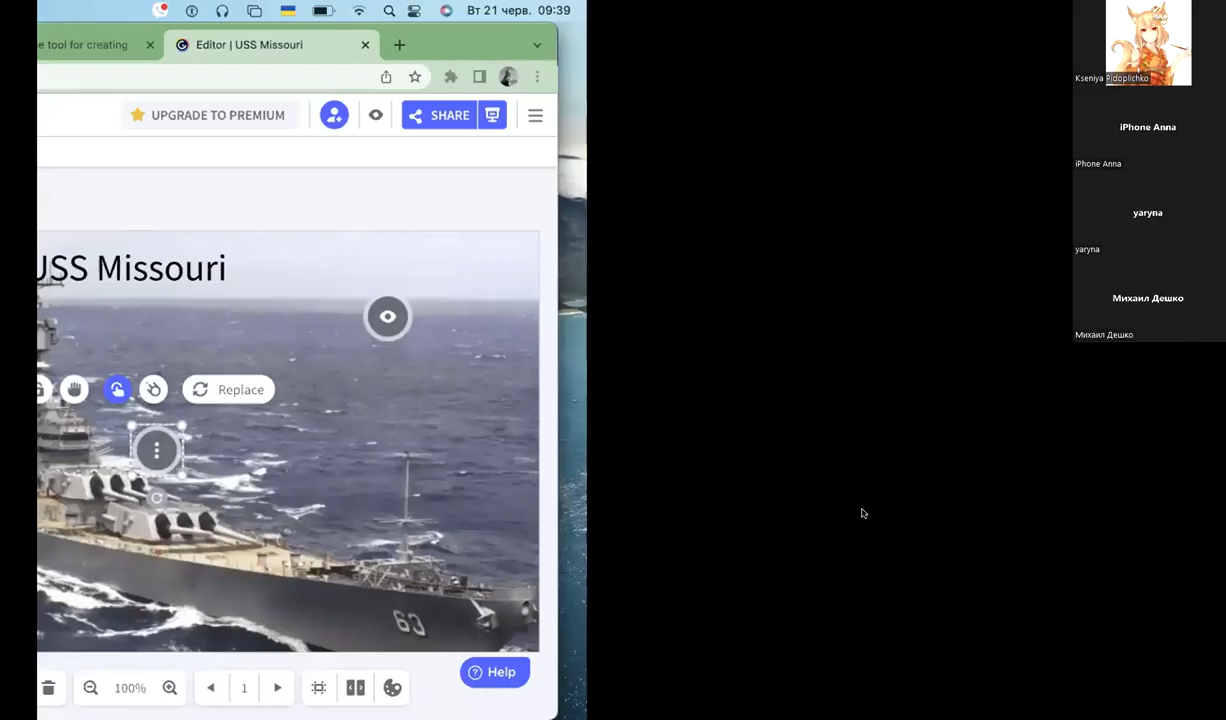 Вт 21 черв. 09:39
e tool for creating
Editor | USS Missouri
UPGRADE TO PREMIUM
SHARE
USS Missouri
Replace
63
100%
1
Help
Kseniya Pidoplichko
iPhone Anna
iPhone Anna
yaryna
yaryna
Михаил Дешко
Михаил Дешко